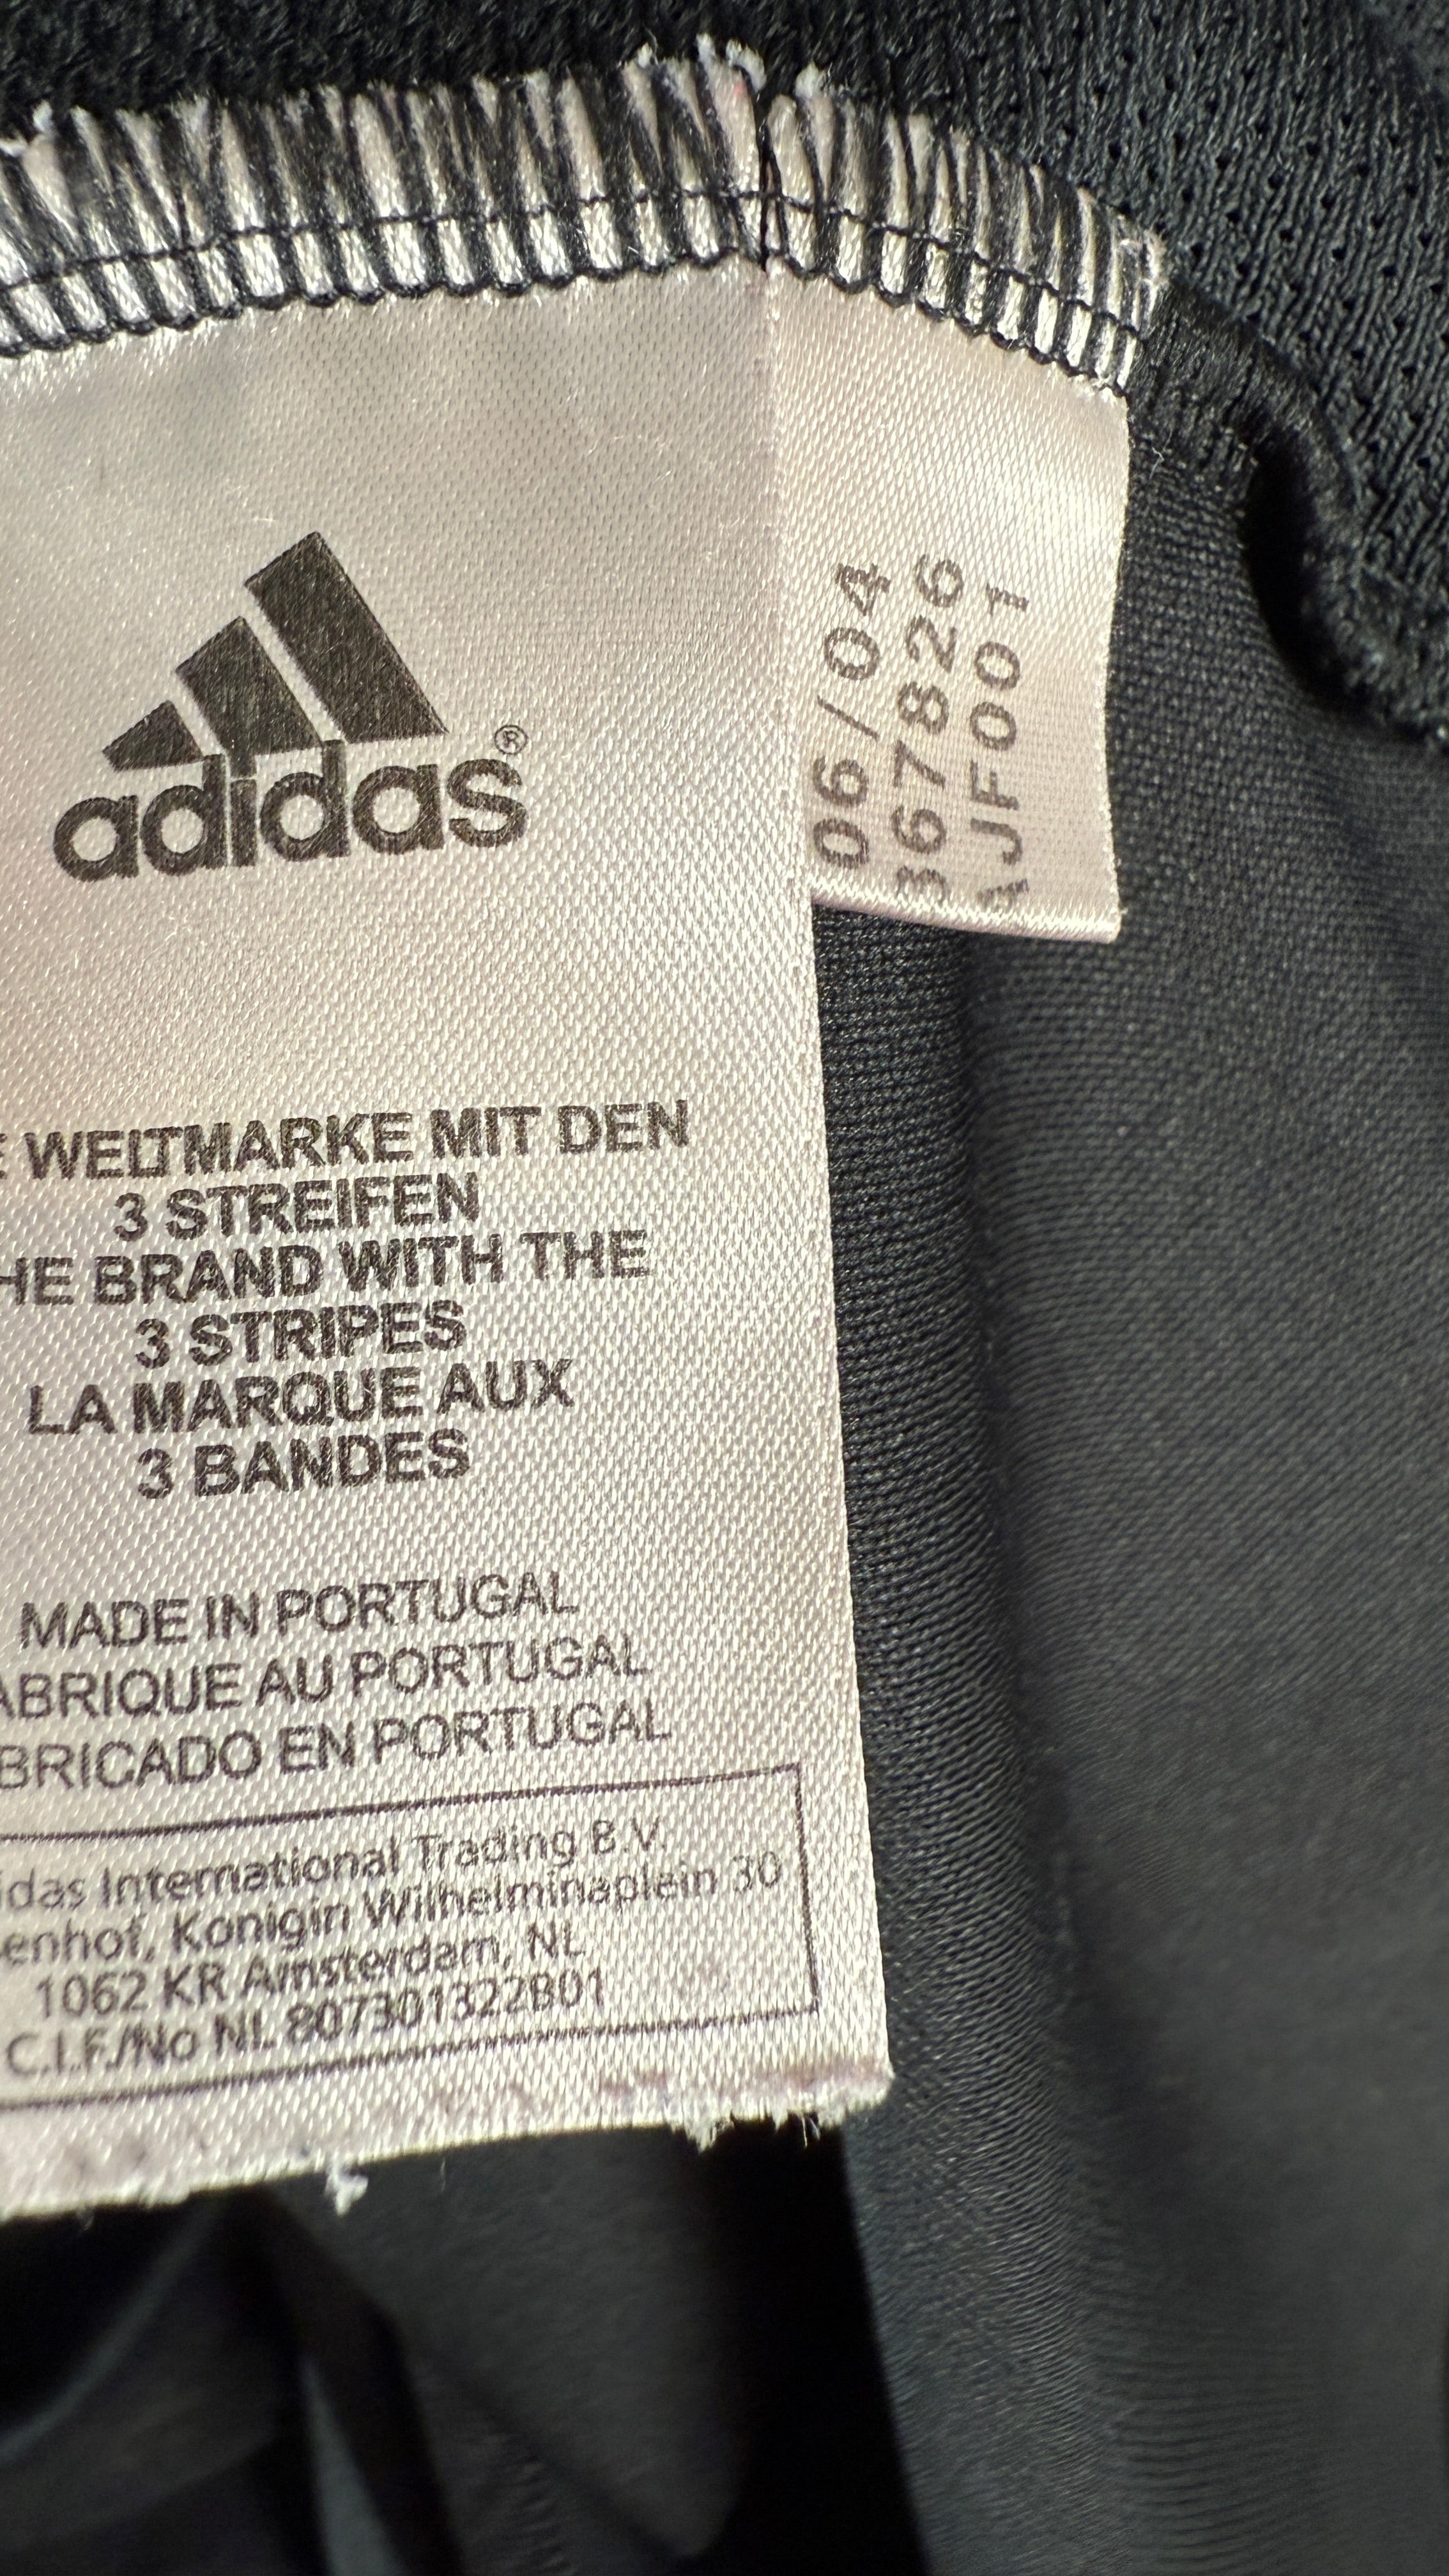 adidas®
WELTMARKE MIT DEN
3 STREIFEN
HE BRAND WITH THE
3 STRIPES
LA MARQUE AUX
3 BANDES
MADE IN PORTUGAL
ABRIQUE AU PORTUGAL
BRICADO EN PORTUGAL
idas International Trading B.V.
enhof, Konigin Wilhelminaplein 30
1062 KR Amsterdam, NL
C.I.F./No NL 807301322B01
06/04
367826
AJF001